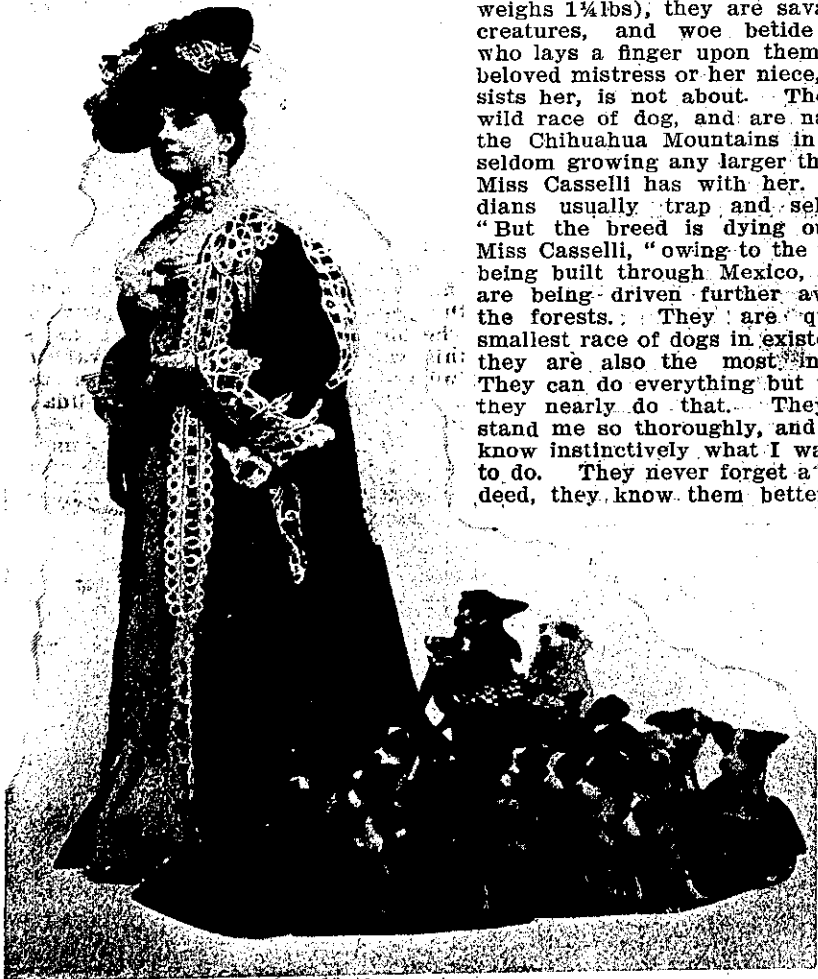 weighs 1¼lbs), they are sava
creatures, and woe betide
who lays a finger upon them
beloved mistress or her niece,
sists her, is not about. The
wild race of dog, and are na
the Chihuahua Mountains in
seldom growing any larger th
Miss Casselli has with her.
dians usually trap and sel
"But the breed is dying ou
Miss Casselli, "owing to the
being built through Mexico,
are being driven further av
the forests. They are q
smallest race of dogs in existe
they are also the most in
They can do everything but
they nearly do that. They
stand me so thoroughly, and
know instinctively what I wa
to do. They never forget a
deed, they know them bette